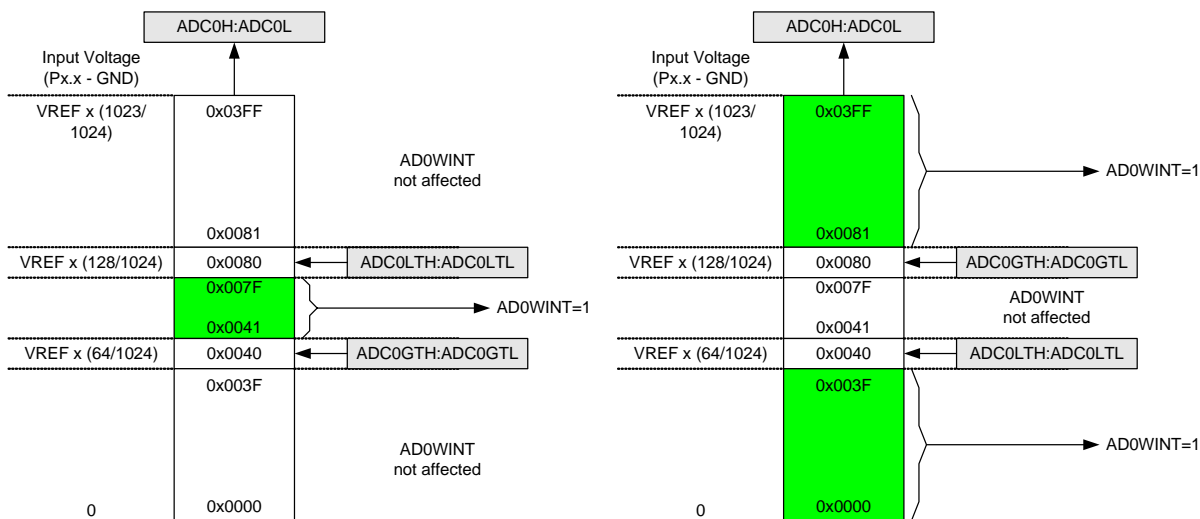 ADC0H:ADC0L
Input Voltage
(Px.x - GND)
VREF x (1023/
1024)
0x03FF
AD0WINT
not affected
0x0081
VREF x (128/1024)
0x0080
ADC0LTH:ADC0LTL
0x007F
AD0WINT=1
0x0041
VREF x (64/1024)
0x0040
ADC0GTH:ADC0GTL
0x003F
AD0WINT
not affected
0
0x0000
ADC0H:ADC0L
Input Voltage
(Px.x - GND)
VREF x (1023/
1024)
0x03FF
AD0WINT=1
0x0081
VREF x (128/1024)
0x0080
ADC0GTH:ADC0GTL
0x007F
AD0WINT
not affected
0x0041
VREF x (64/1024)
0x0040
ADC0LTH:ADC0LTL
0x003F
AD0WINT=1
0
0x0000